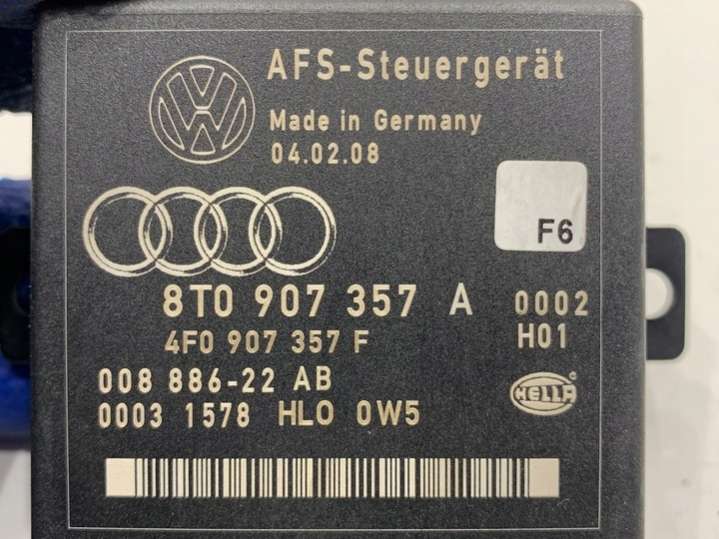 AFS-Steuergerät
Made in Germany
04.02.08
F6
8T0 907 357 A 0002
4F0 907 357 F H01
008 886-22 AB
HELLA
0003 1578 HLO 0W5